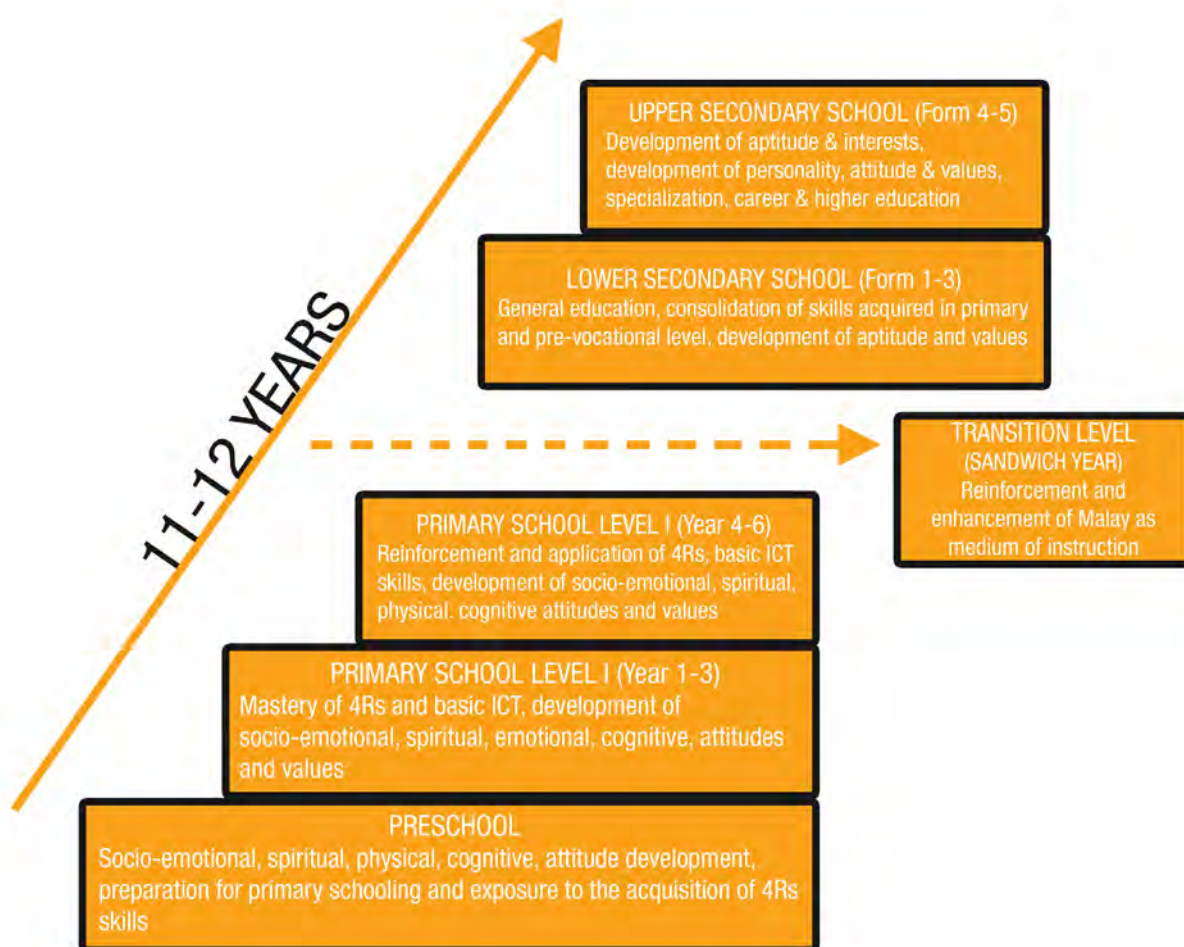 UPPER SECONDARY SCHOOL (Form 4-5)
Development of aptitude & interests,
development of personality, attitude & values,
specialization, career & higher education
LOWER SECONDARY SCHOOL (Form 1-3)
General education, consolidation of skills acquired in primary
and pre-vocational level, development of aptitude and values
11-12 YEARS
TRANSITION LEVEL
(SANDWICH YEAR)
Reinforcement and
enhancement of Malay as
medium of instruction
PRIMARY SCHOOL LEVEL I (Year 4-6)
Reinforcement and application of 4Rs, basic ICT
skills, development of socio-emotional, spiritual,
physical. cognitive attitudes and values
PRIMARY SCHOOL LEVEL I (Year 1-3)
Mastery of 4Rs and basic ICT, development of
socio-emotional, spiritual, emotional, cognitive, attitudes
and values
PRESCHOOL
Socio-emotional, spiritual, physical, cognitive, attitude development,
preparation for primary schooling and exposure to the acquisition of 4Rs
skills